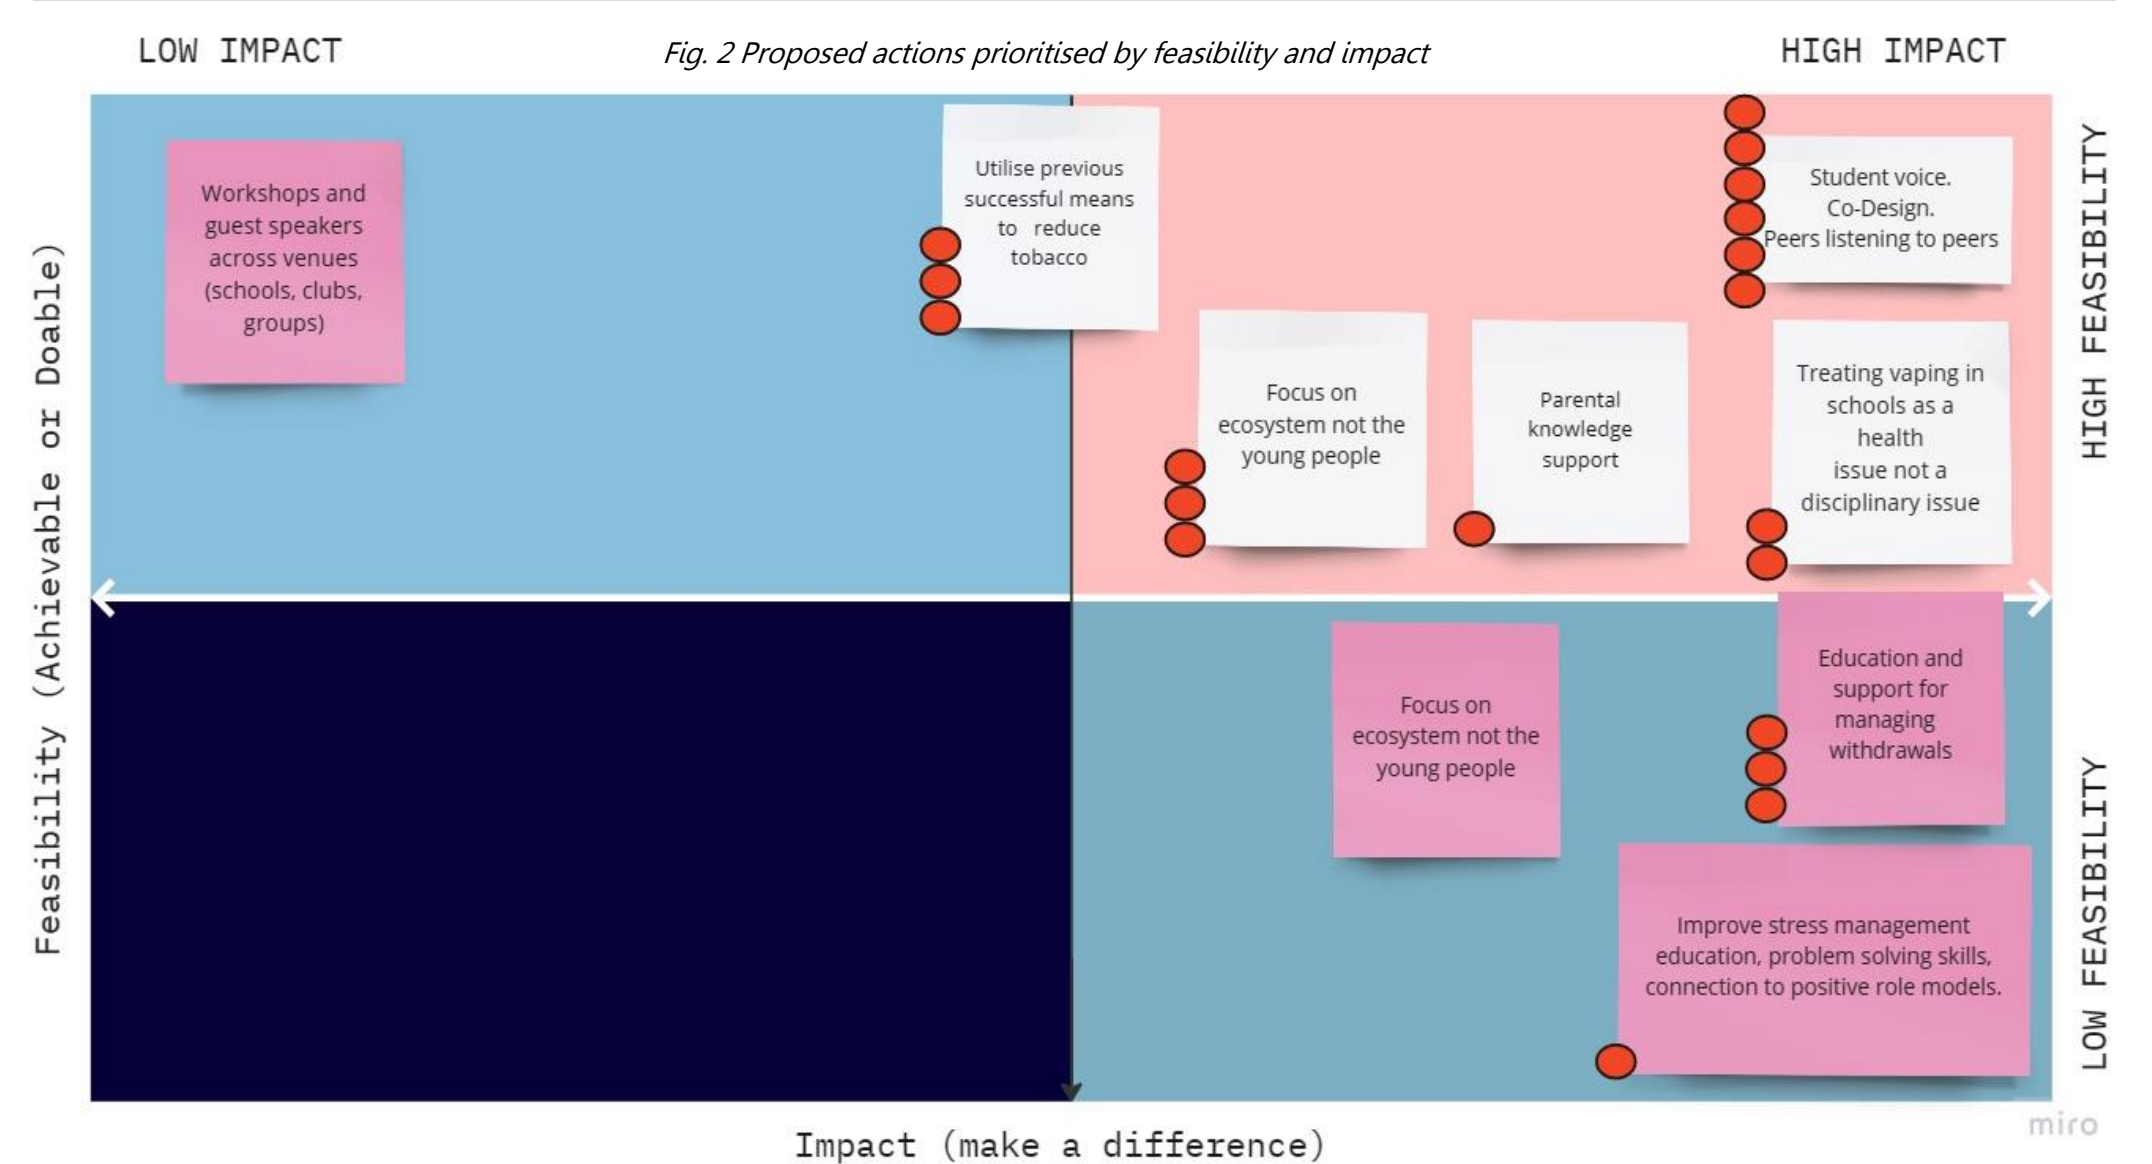 LOW IMPACT
Fig. 2 Proposed actions prioritised by feasibility and impact
HIGH IMPACT
Workshops and
guest speakers
across venues
(schools, clubs,
groups)
Utilise previous
successful means
to reduce
tobacco
Student voice.
Co-Design.
Peers listening to peers
Focus on
ecosystem not the
young people
Parental
knowledge
support
Treating vaping in
schools as a
health
issue not a
disciplinary issue
Focus on
ecosystem not the
young people
Education and
support for
managing
withdrawals
Improve stress management
education, problem solving skills,
connection to positive role models.
Feasibility (Achievable or Doable)
HIGH FEASIBILITY
LOW FEASIBILITY
Impact (make a difference)
miro